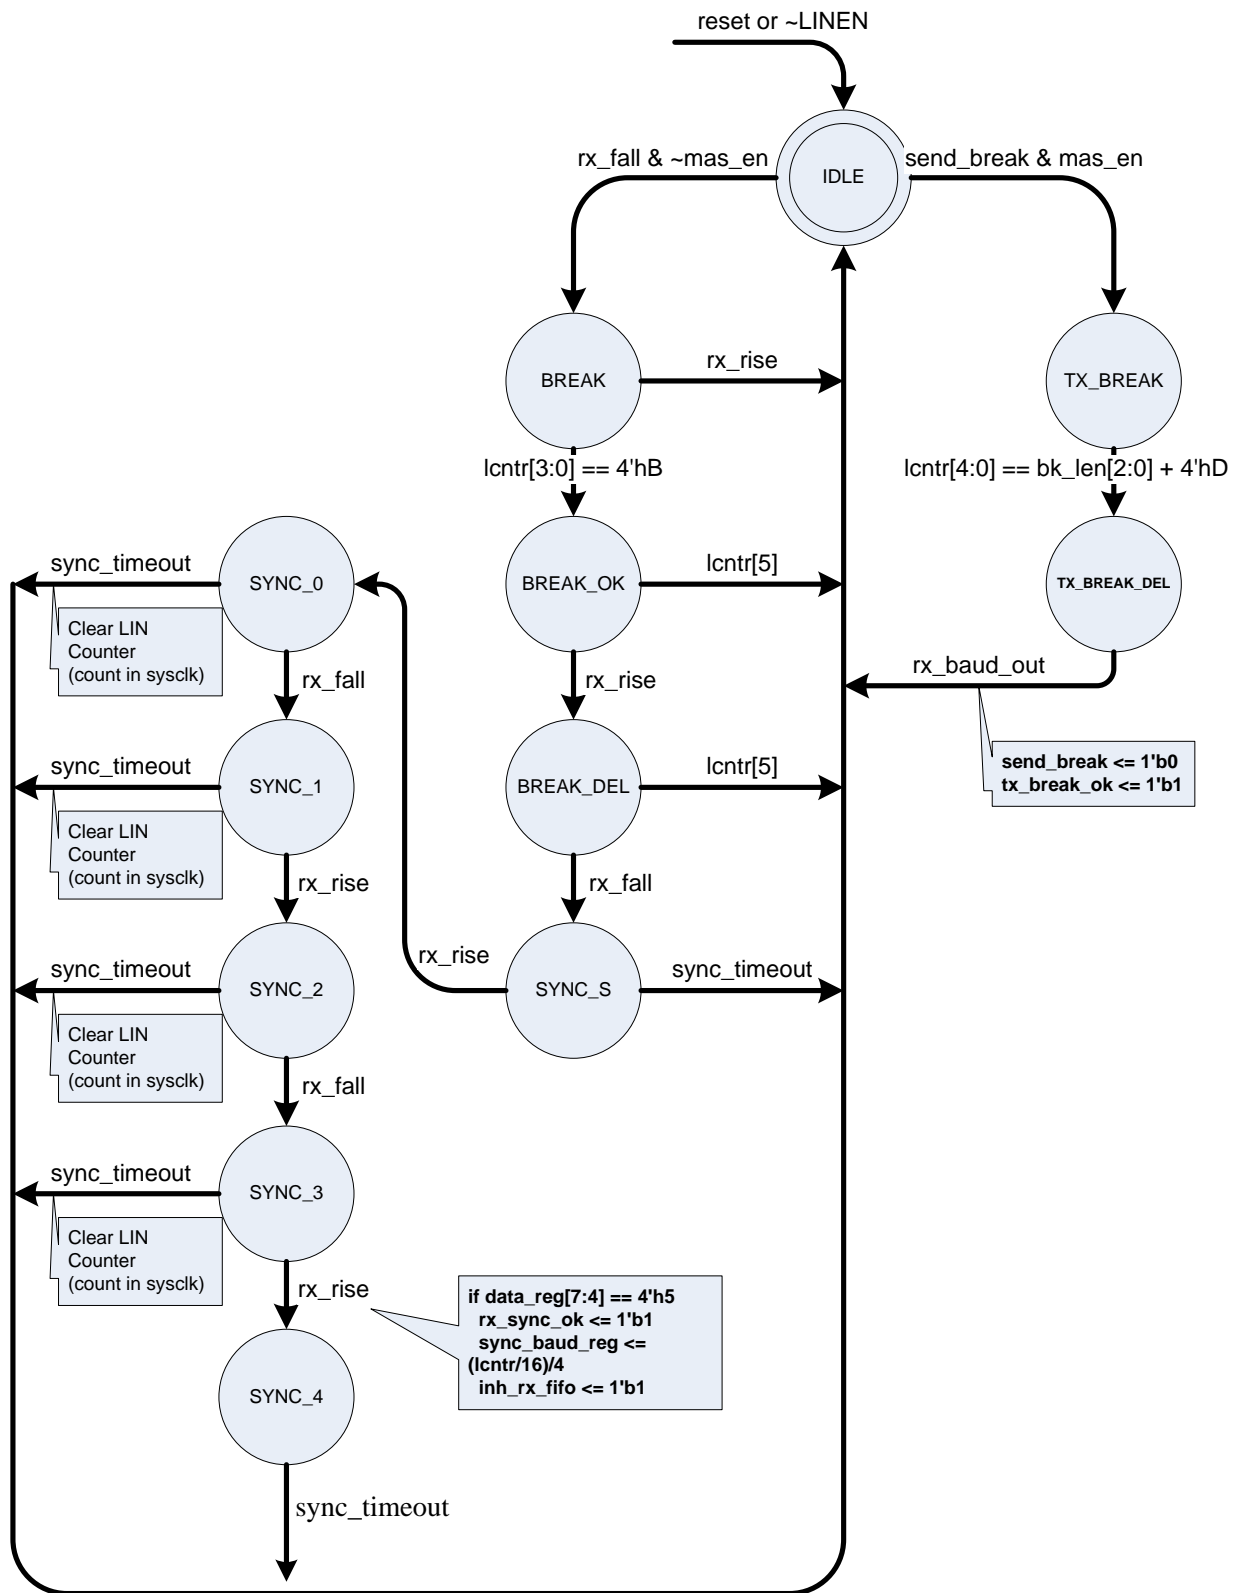 reset or ~LINEN
rx_fall & ~mas_en
send_break & mas_en
IDLE
BREAK
rx_rise
TX_BREAK
lcntr[3:0] == 4'hB
lcntr[4:0] == bk_len[2:0] + 4'hD
sync_timeout
SYNC_0
BREAK_OK
lcntr[5]
TX_BREAK_DEL
Clear LIN
Counter
(count in sysclk)
rx_fall
rx_rise
rx_baud_out
sync_timeout
SYNC_1
BREAK_DEL
lcntr[5]
send_break <= 1'b0
tx_break_ok <= 1'b1
Clear LIN
Counter
(count in sysclk)
rx_rise
rx_fall
sync_timeout
SYNC_2
rx_rise
SYNC_S
sync_timeout
Clear LIN
Counter
(count in sysclk)
rx_fall
sync_timeout
SYNC_3
Clear LIN
Counter
(count in sysclk)
rx_rise
if data_reg[7:4] == 4'h5
rx_sync_ok <= 1'b1
sync_baud_reg <=
(lcntr/16)/4
inh_rx_fifo <= 1'b1
SYNC_4
sync_timeout